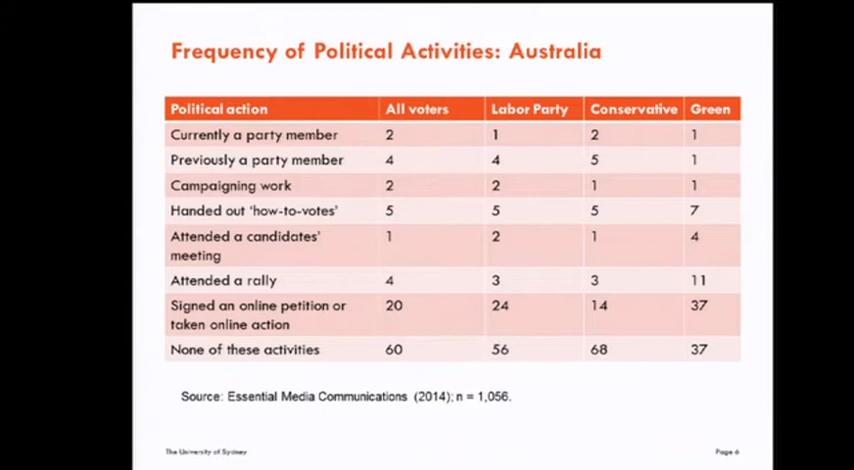 Frequency of Political Activities: Australia
Political action All voters Labor Party Conservative Green
Currently a party member 2 1 2 1
Previously a party member 4 4 5 1
Campaigning work 2 2 1 1
Handed out ‘how-to-votes’ 5 5 5 7
Attended a candidates’ 1 2 1 4
meeting
Attended a rally 4 3 3 11
Signed an online petition or 20 24 14 37
taken online action
None of these activities 60 56 68 37
Source: Essential Media Communications (2014); n = 1,056.
The University of Sydney Page 6